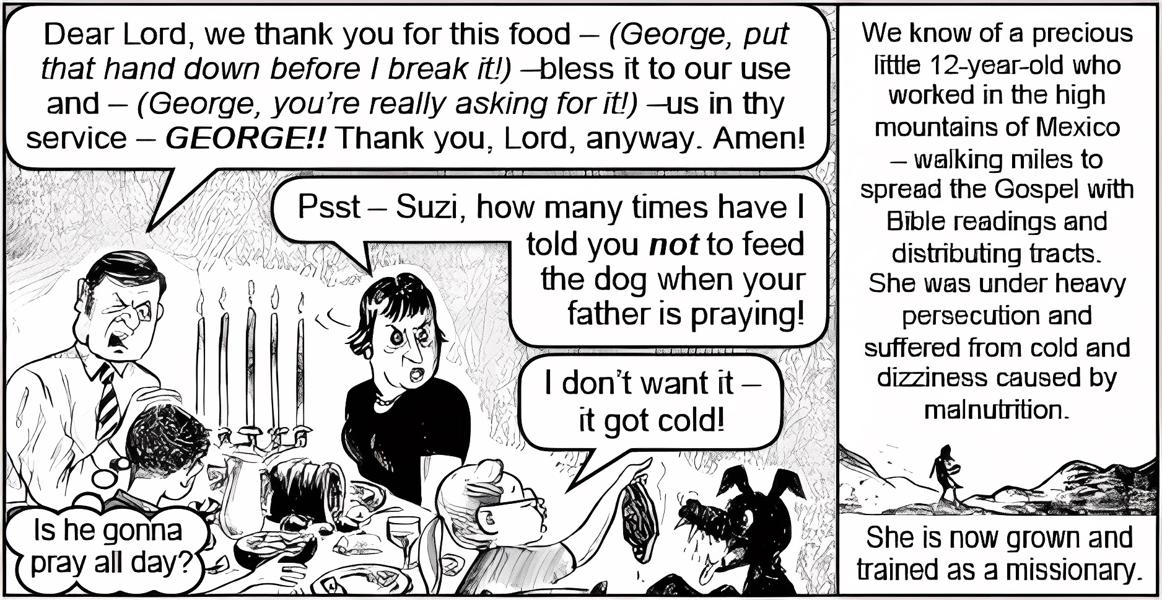 Dear Lord, we thank you for this food – (George, put
that hand down before I break it!) –bless it to our use
and – (George, you're really asking for it!) –us in thy
service – GEORGE!! Thank you, Lord, anyway. Amen!
Psst – Suzi, how many times have I
told you not to feed
the dog when your
father is praying!
I don't want it –
it got cold!
Is he gonna
pray all day?
We know of a precious
little 12-year-old who
worked in the high
mountains of Mexico
– walking miles to
spread the Gospel with
Bible readings and
distributing tracts.
She was under heavy
persecution and
suffered from cold and
dizziness caused by
malnutrition.
She is now grown and
trained as a missionary.